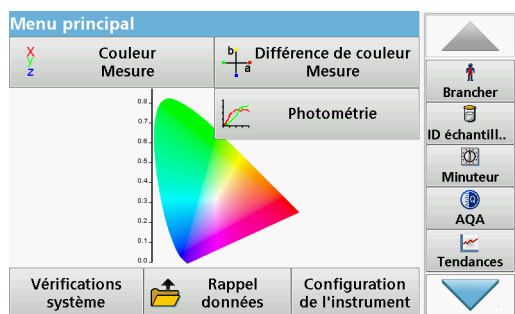 Menu principal
X
y
z
Couleur
Mesure
b
a
Différence de couleur
Mesure
Photométrie
0.8
0.7
0.6
0.5
0.4
0.3
0.2
0.1
0.0
Brancher
ID échantill..
Minuteur
AQA
Tendances
Vérifications
système
Rappel
données
Configuration
de l'instrument